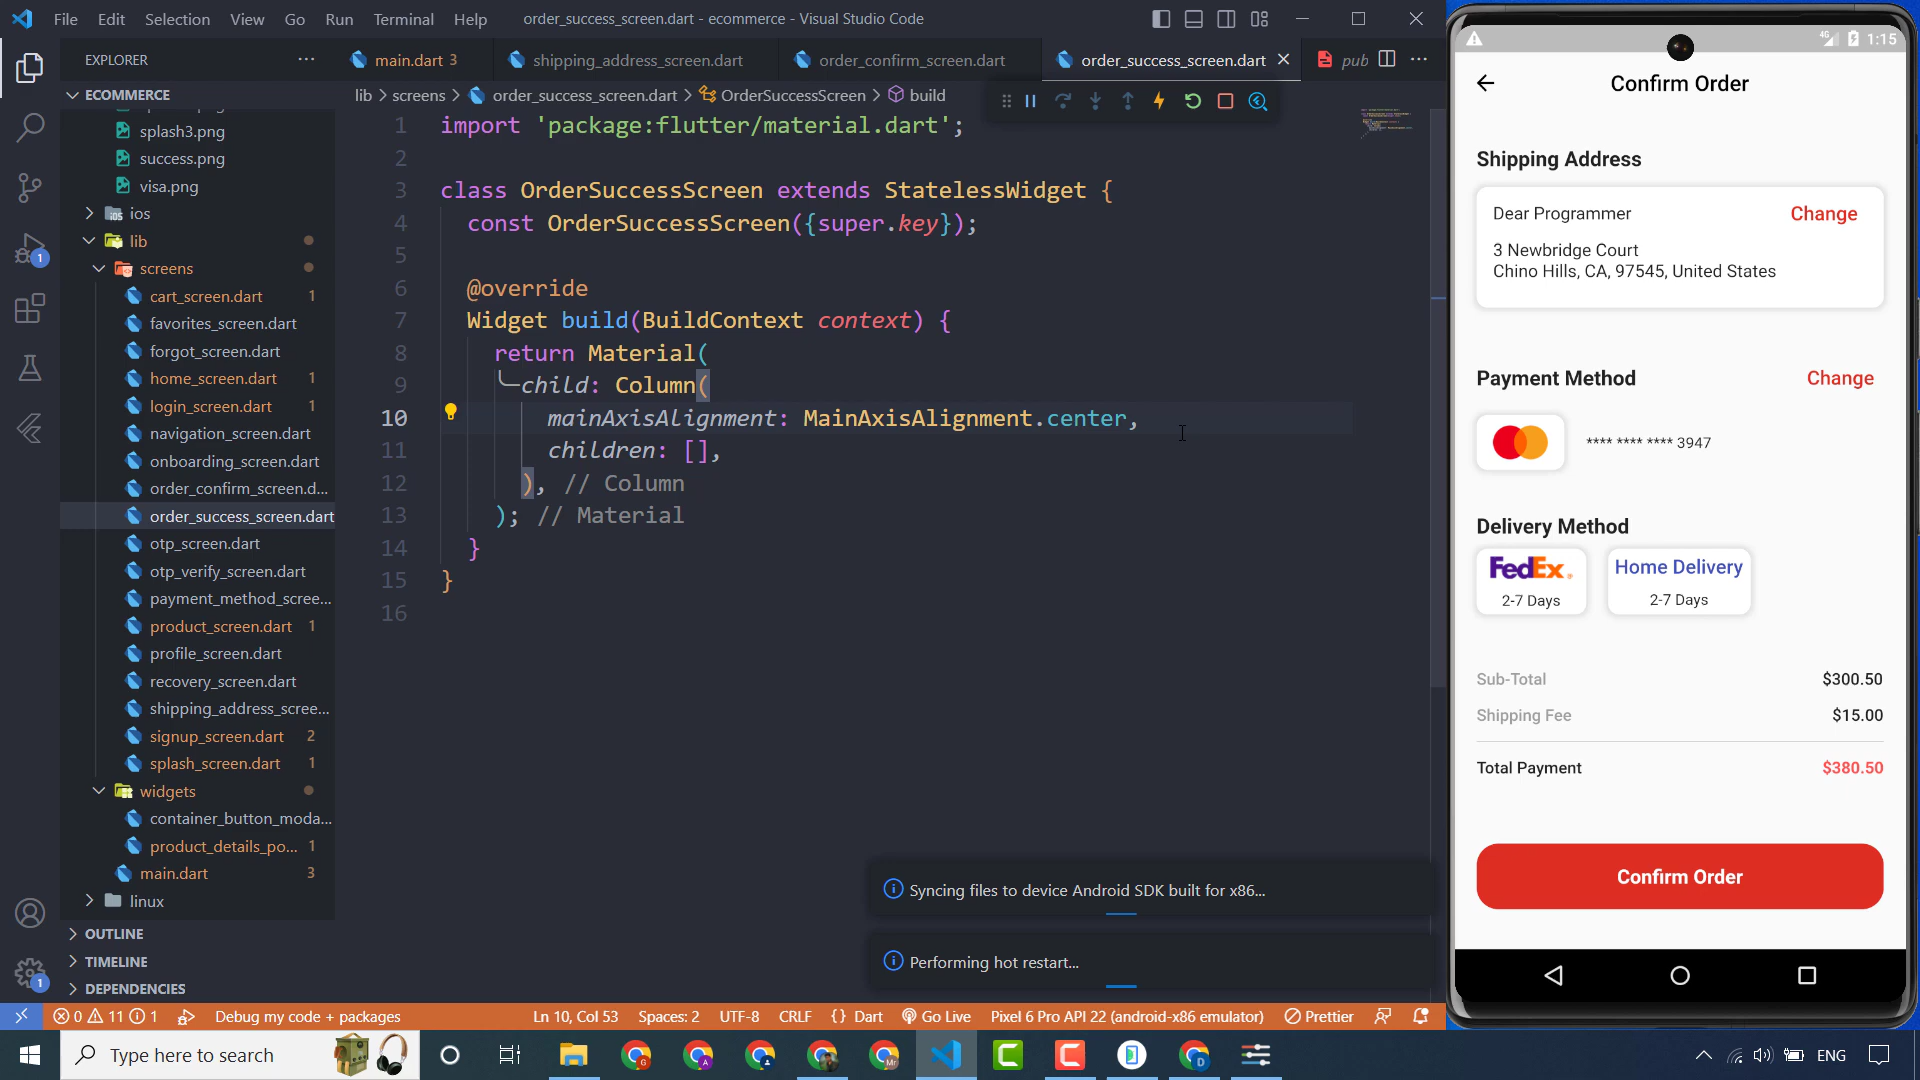 File Edit Selection View Go Run Terminal Help
order_success_screen.dart - ecommerce - Visual Studio Code
EXPLORER
main.dart 3
shipping_address_screen.dart
order_confirm_screen.dart
order_success_screen.dart
pub
ECOMMERCE
lib > screens > order_success_screen.dart > OrderSuccessScreen > build
splash3.png
success.png
visa.png
ios
lib
screens
cart_screen.dart 1
favorites_screen.dart
forgot_screen.dart
home_screen.dart 1
login_screen.dart 1
navigation_screen.dart
onboarding_screen.dart
order_confirm_screen.d...
order_success_screen.dart
otp_screen.dart
otp_verify_screen.dart
payment_method_scree...
product_screen.dart 1
profile_screen.dart
recovery_screen.dart
shipping_address_scree...
signup_screen.dart 2
splash_screen.dart 1
widgets
container_button_moda...
product_details_po... 1
main.dart 3
linux
OUTLINE
TIMELINE
DEPENDENCIES
1
1
1 import 'package:flutter/material.dart';
2
3 class OrderSuccessScreen extends StatelessWidget {
4 const OrderSuccessScreen({super.key});
5
6 @override
7 Widget build(BuildContext context) {
8 return Material(
9 child: Column(
10 mainAxisAlignment: MainAxisAlignment.center,
11 children: [],
12 ), // Column
13 ); // Material
14 }
15 }
16
Syncing files to device Android SDK built for x86...
Performing hot restart...
0 11 1 Debug my code + packages
Ln 10, Col 53 Spaces: 2 UTF-8 CRLF {} Dart Go Live Pixel 6 Pro API 22 (android-x86 emulator) Prettier
Type here to search
ENG
4G 1:15
Confirm Order
Shipping Address
Dear Programmer Change
3 Newbridge Court
Chino Hills, CA, 97545, United States
Payment Method Change
**** **** **** 3947
Delivery Method
FedEx
2-7 Days
Home Delivery
2-7 Days
Sub-Total $300.50
Shipping Fee $15.00
Total Payment $380.50
Confirm Order